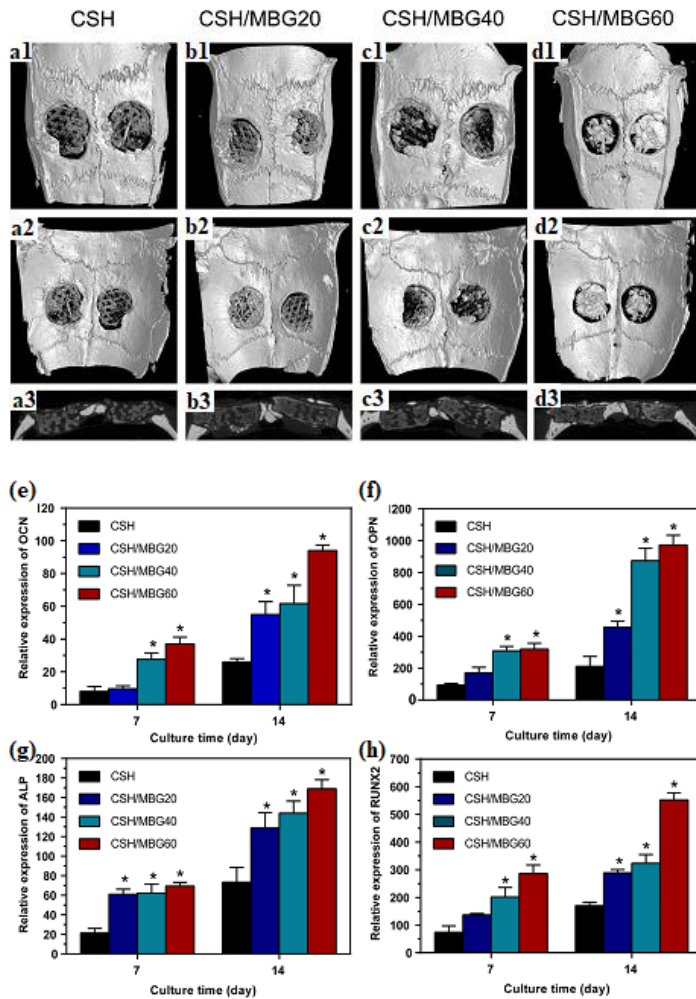 CSH CSH/MBG20 CSH/MBG40 CSH/MBG60
a1 b1 c1 d1
a2 b2 c2 d2
a3 b3 c3 d3
(e)
Relative expression of OCN
120
100
80
60
40
20
0
CSH
CSH/MBG20
CSH/MBG40
CSH/MBG60
* * * * *
7 14
Culture time (day)
(f)
Relative expression of OPN
1200
1000
800
600
400
200
0
CSH
CSH/MBG20
CSH/MBG40
CSH/MBG60
* * * * *
7 14
Culture time (day)
(g)
Relative expression of ALP
200
180
160
140
120
100
80
60
40
20
0
CSH
CSH/MBG20
CSH/MBG40
CSH/MBG60
* * * * * *
7 14
Culture time (day)
(h)
Relative expression of RUNX2
700
600
500
400
300
200
100
0
CSH
CSH/MBG20
CSH/MBG40
CSH/MBG60
* * * * *
7 14
Culture time (day)